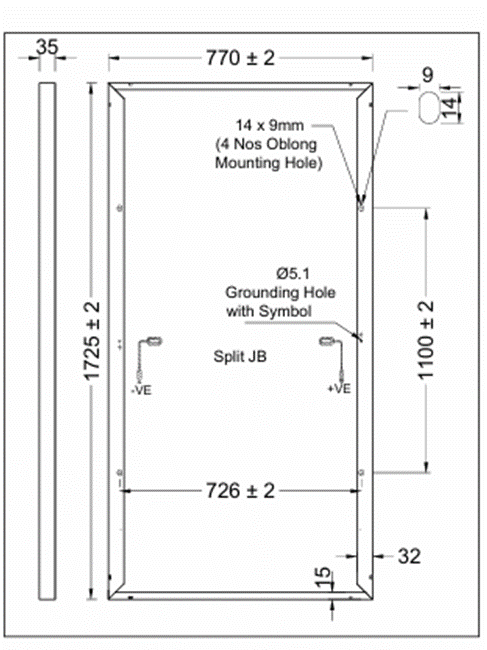 35
770 ± 2
9
14
14 x 9mm
(4 Nos Oblong
Mounting Hole)
Ø5.1
Grounding Hole
with Symbol
1725 ± 2
1100 ± 2
Split JB
-VE
+VE
726 ± 2
32
15